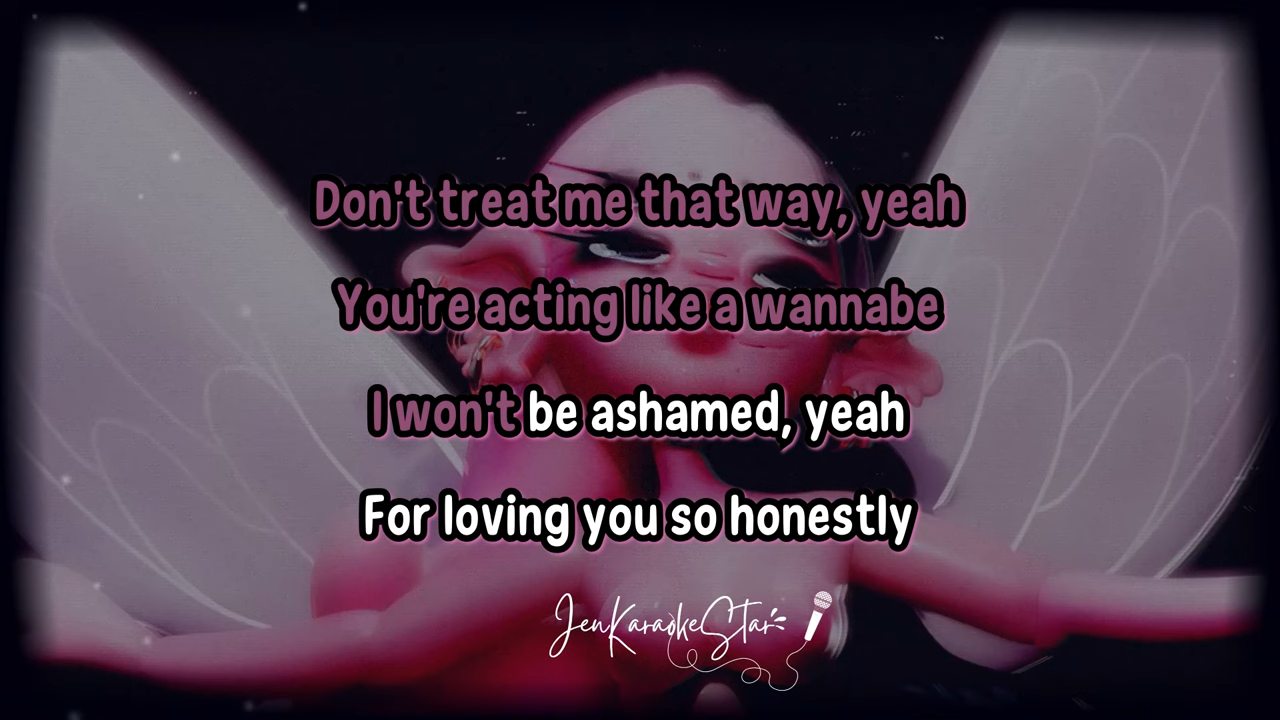 Don't treat me that way, yeah
You're acting like a wannabe
I won't be ashamed, yeah
For loving you so honestly
JenKaraokeStar